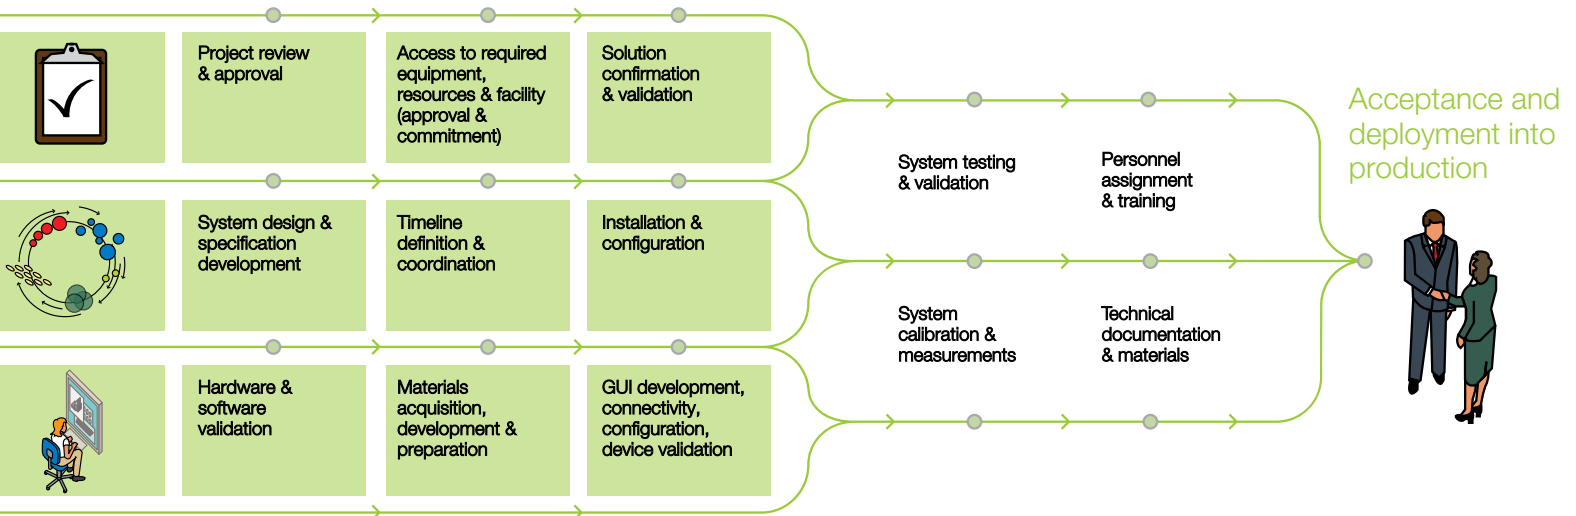 Project review
& approval
Access to required
equipment,
resources & facility
(approval &
commitment)
Solution
confirmation
& validation
System design &
specification
development
Timeline
definition &
coordination
Installation &
configuration
Hardware &
software
validation
Materials
acquisition,
development &
preparation
GUI development,
connectivity,
configuration,
device validation
System testing
& validation
Personnel
assignment
& training
System
calibration &
measurements
Technical
documentation
& materials
Acceptance and
deployment into
production